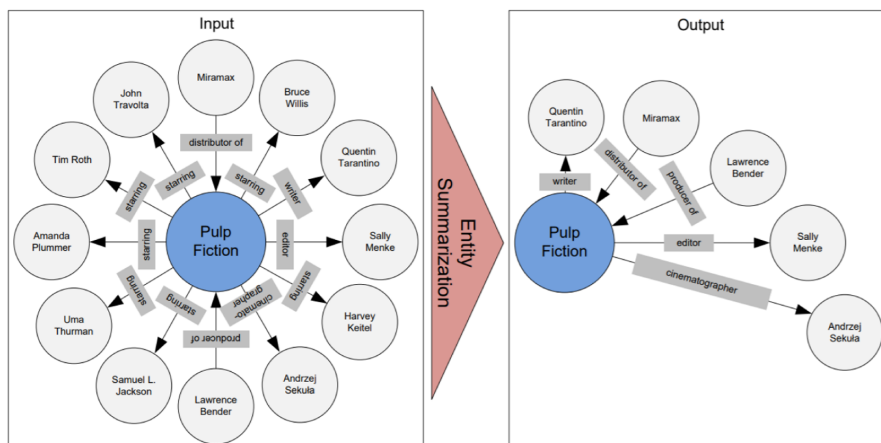 Input
Output
Miramax
John
Travolta
Bruce
Willis
Tim Roth
Quentin
Tarantino
Amanda
Plummer
Sally
Menke
Uma
Thurman
Harvey
Keitel
Samuel L.
Jackson
Lawrence
Bender
Andrzej
Sekuła
distributor of
starring
starring
writer
starring
starring
editor
starring
starring
starring
cinemato-
grapher
producer of
Pulp
Fiction
Entity
Summarization
Quentin
Tarantino
Miramax
Lawrence
Bender
Sally
Menke
Andrzej
Sekuła
writer
distributor of
producer of
editor
cinematographer
Pulp
Fiction